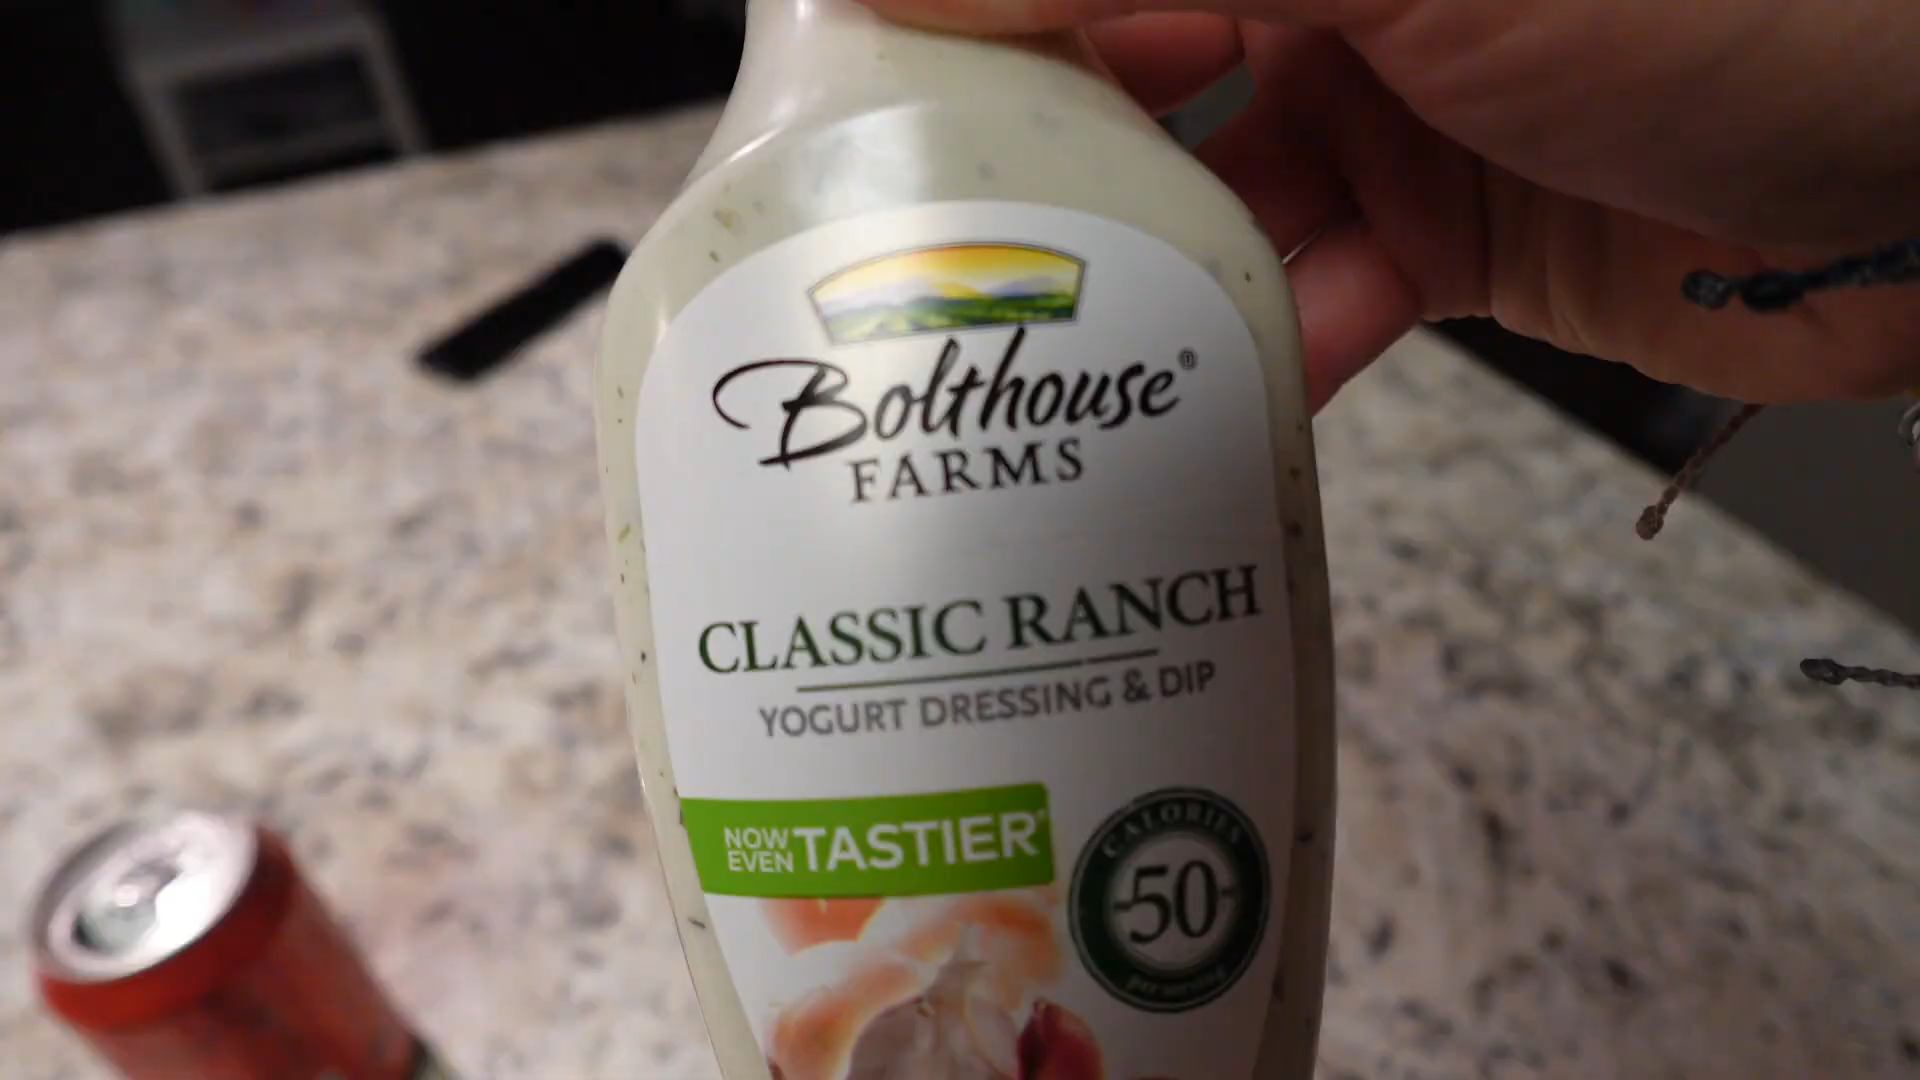 Bolthouse®
FARMS
CLASSIC RANCH
YOGURT DRESSING & DIP
NOW
EVEN
TASTIER*
CALORIES
50
per serving